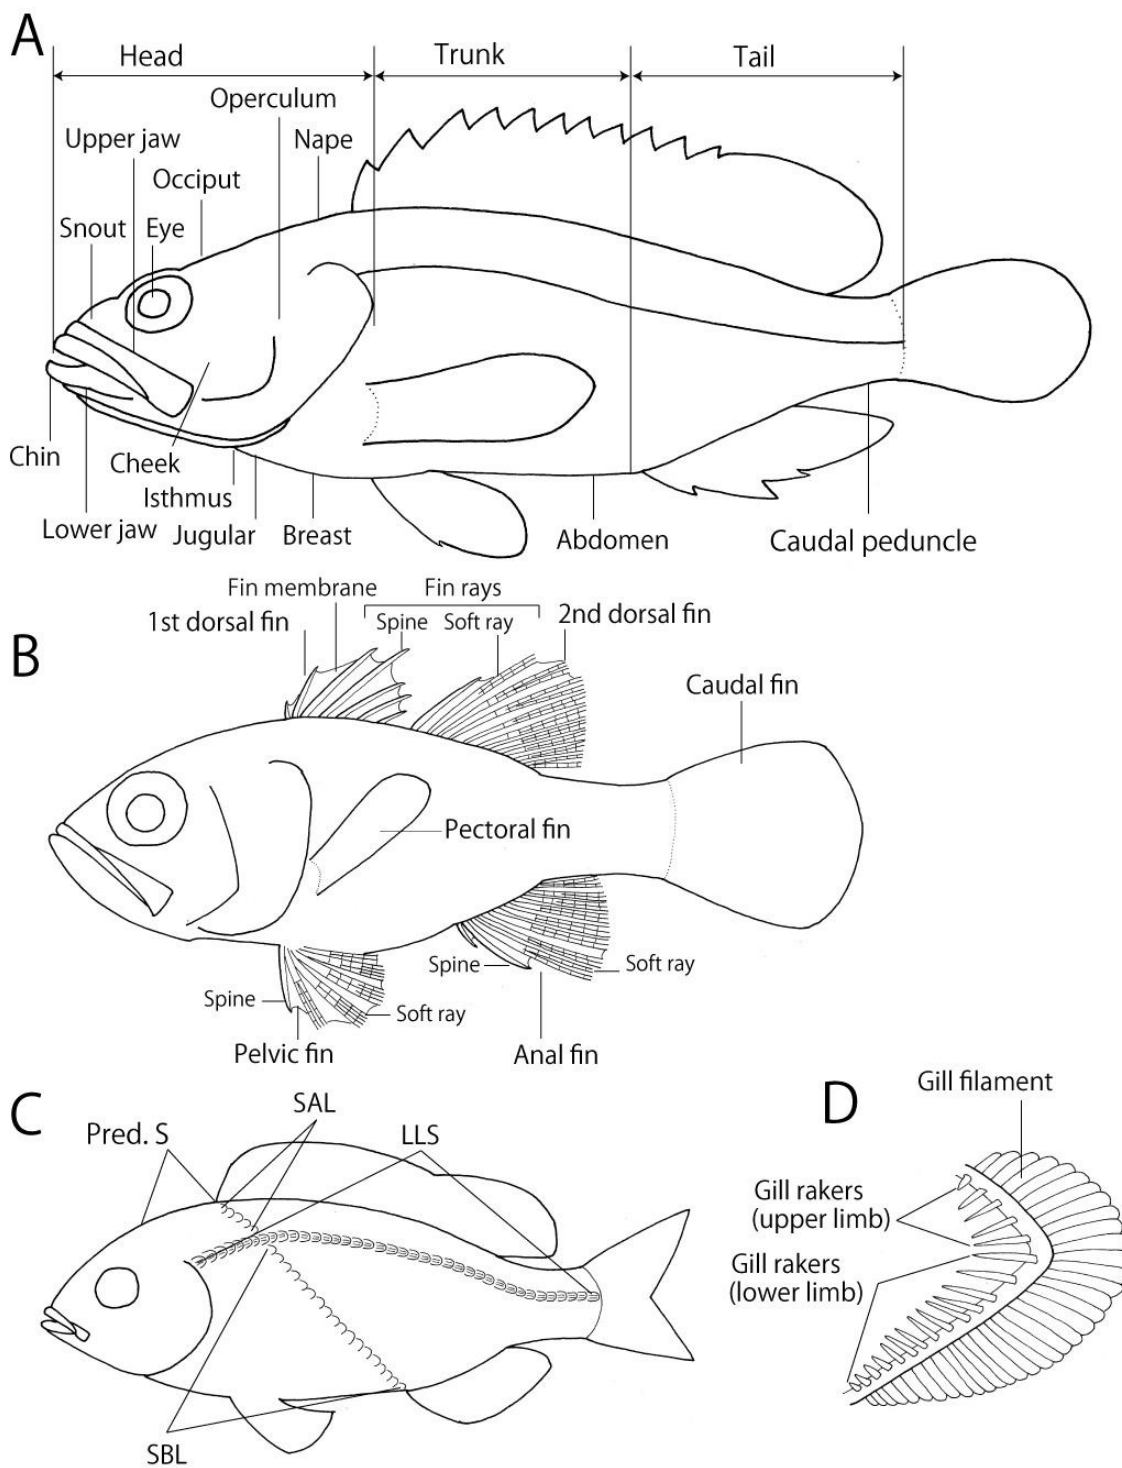 A
Head
Trunk
Tail
Operculum
Upper jaw
Nape
Occiput
Snout
Eye
Chin
Cheek
Isthmus
Lower jaw
Jugular
Breast
Abdomen
Caudal peduncle
B
Fin membrane
Fin rays
1st dorsal fin
Spine
Soft ray
2nd dorsal fin
Caudal fin
Pectoral fin
Spine
Soft ray
Spine
Soft ray
Pelvic fin
Anal fin
C
Pred. S
SAL
LLS
SBL
D
Gill filament
Gill rakers
(upper limb)
Gill rakers
(lower limb)